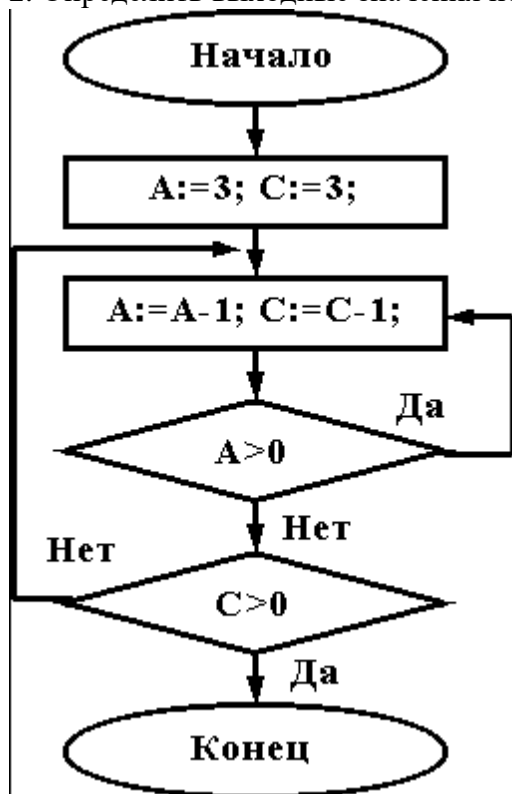 Начало
A:=3; C:=3;
A:=A-1; C:=C-1;
Да
A>0
Нет
Нет
C>0
Да
Конец